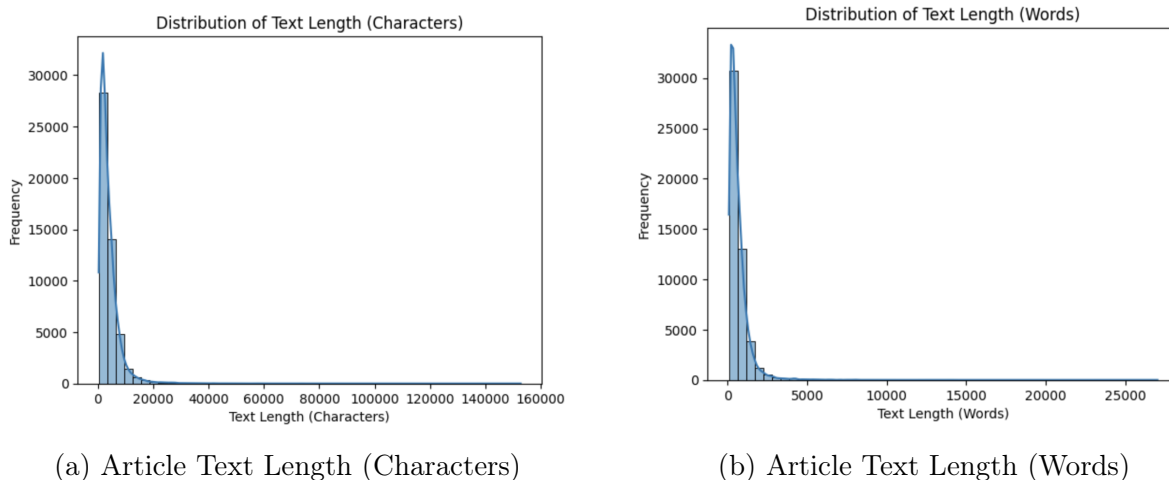 Distribution of Text Length (Characters)
30000
25000
20000
15000
10000
5000
0
Frequency
0 20000 40000 60000 80000 100000 120000 140000 160000
Text Length (Characters)
(a) Article Text Length (Characters)
Distribution of Text Length (Words)
30000
25000
20000
15000
10000
5000
0
Frequency
0 5000 10000 15000 20000 25000
Text Length (Words)
(b) Article Text Length (Words)